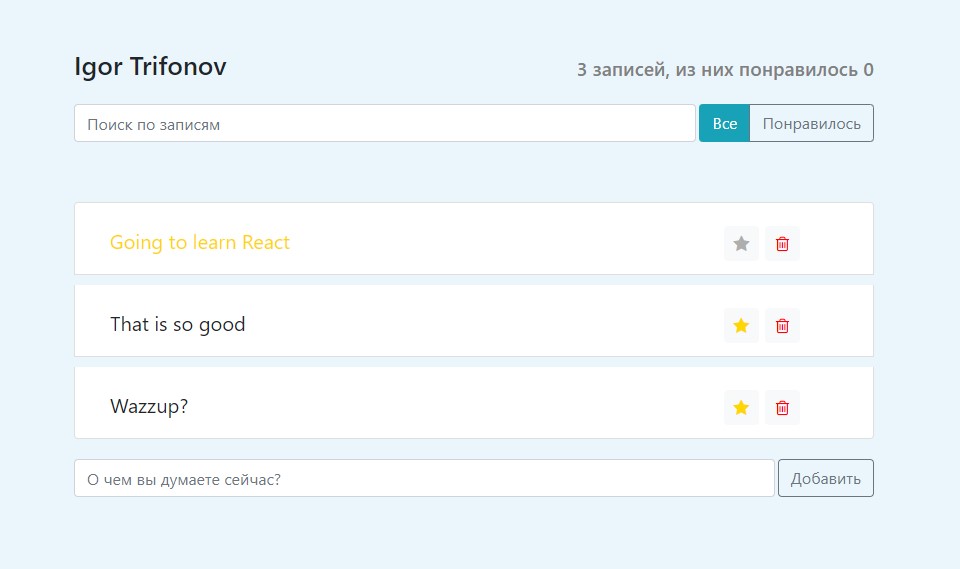 Igor Trifonov
3 записей, из них понравилось 0
Поиск по записям
Все
Понравилось
Going to learn React
That is so good
Wazzup?
О чем вы думаете сейчас?
Добавить